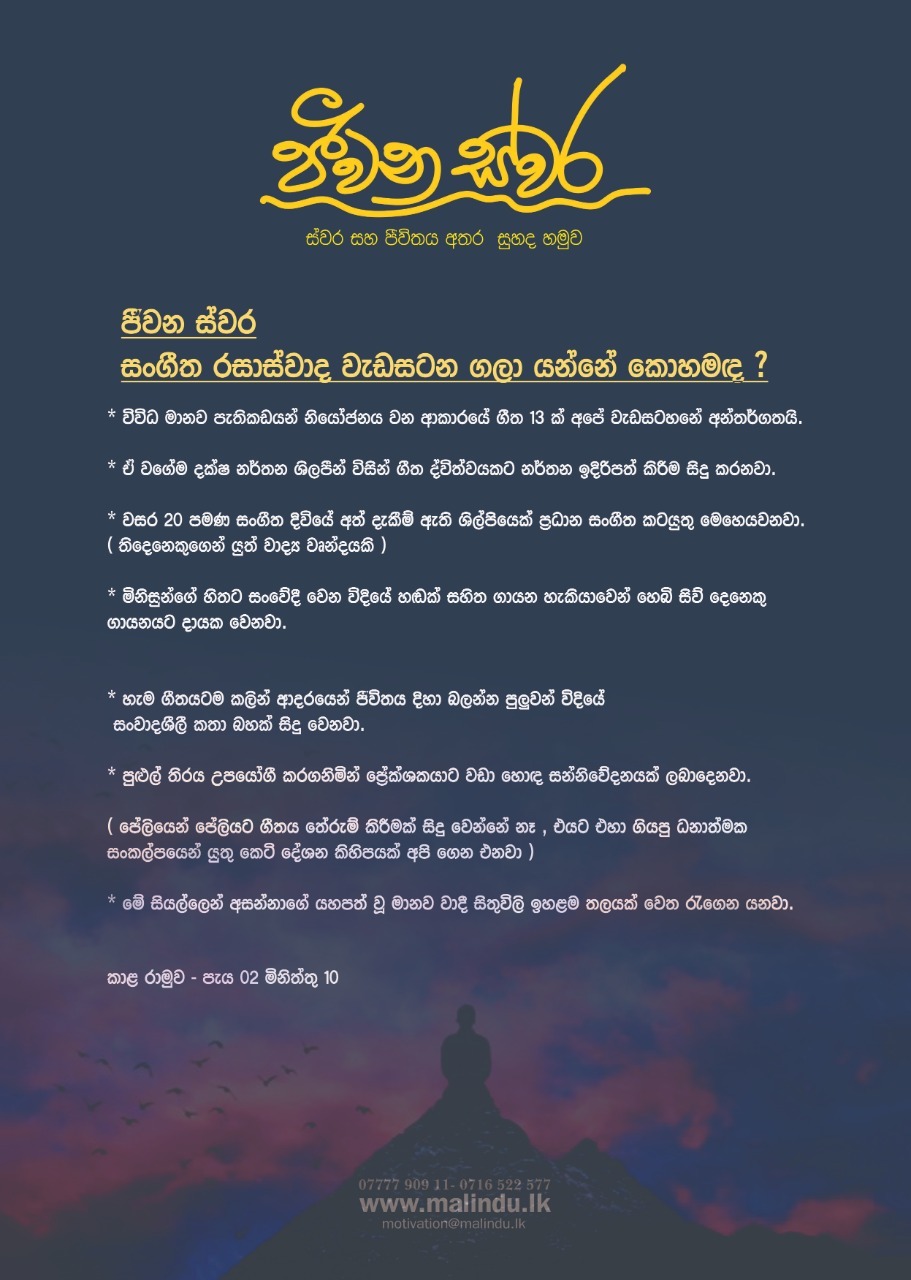 ජීවන ස්වර
ස්වර සහ ජීවිතය අතර සුහද හමුව
ජීවන ස්වර
සංගීත රසාස්වාද වැඩසටන ගලා යන්නේ කොහමඳ ?
* විවිධ මානව පැතිකඩයන් නියෝජනය වන ආකාරයේ ගීත 13 ක් අපේ වැඩසටහනේ අන්තර්ගතයි.
* ඒ වගේම දක්ෂ නර්තන ශිලපීන් විසින් ගීත ද්විත්වයකට නර්තන ඉදිරිපත් කිරීම සිදු කරනවා.
* වසර 20 පමණ සංගීත දිවියේ අත් දැකීම් ඇති ශිල්පියෙක් ප්‍රධාන සංගීත කටයුතු මෙහෙයවනවා.
( තිදෙනෙකුගෙන් යුත් වාද්‍ය වෘන්දයකි )
* මිනිසුන්ගේ හිතට සංවේදී වෙන විදියේ හඬක් සහිත ගායන හැකියාවෙන් හෙබි සිව් දෙනෙකු
ගායනයට දායක වෙනවා.
* හැම ගීතයටම කලින් ආදරයෙන් ජීවිතය දිහා බලන්න පුලුවන් විදියේ
සංවාදශීලී කතා බහක් සිදු වෙනවා.
* පුළුල් තිරය උපයෝගී කරගනිමින් ප්‍රේක්ශකයාට වඩා හොඳ සන්නිවේදනයක් ලබාදෙනවා.
( පේලියෙන් පේලියට ගීතය තේරුම් කිරීමක් සිදු වෙන්නේ නෑ , එයට එහා ගියපු ධනාත්මක
සංකල්පයෙන් යුතු කෙටි දේශන කිහිපයක් අපි ගෙන එනවා )
* මේ සියල්ලෙන් අසන්නාගේ යහපත් වූ මානව වාදී සිතුවිලි ඉහළම තලයක් වෙත රැගෙන යනවා.
කාළ රාමුව - පැය 02 මිනිත්තු 10
07777 909 11- 0716 522 577
www.malindu.lk
motivation@malindu.lk